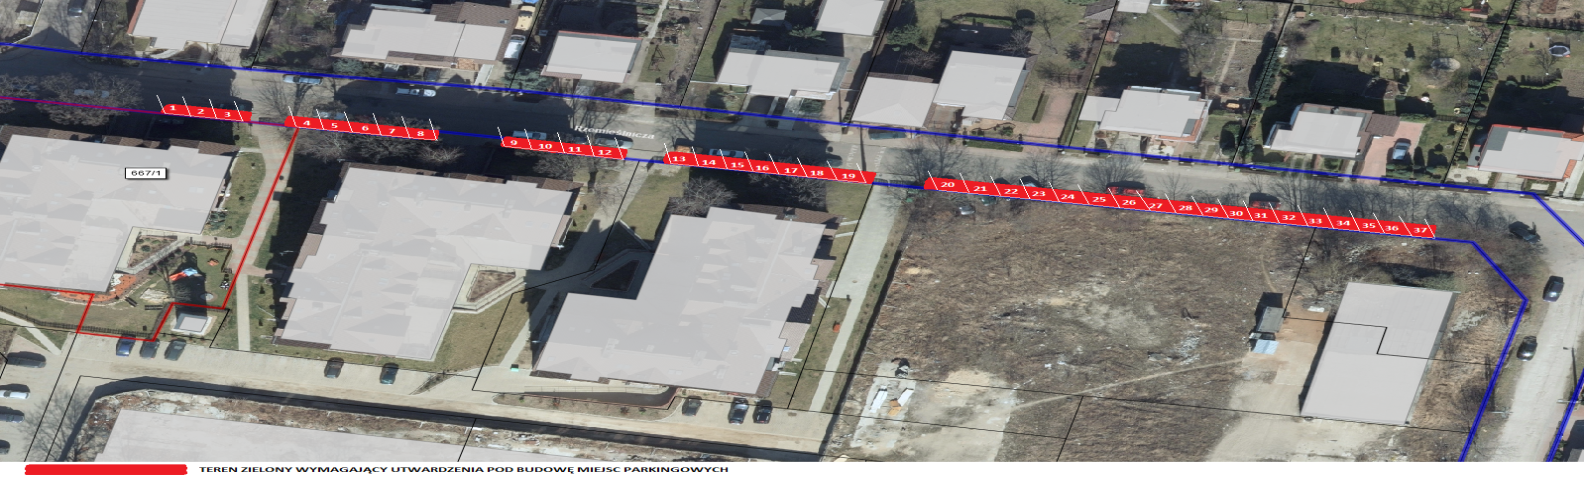 1 2 3 4 5 6 7 8 9 10 11 12 13 14 15 16 17 18 19 20 21 22 23 24 25 26 27 28 29 30 31 32 33 34 35 36 37
Rzemieślnicza
667/1
TEREN ZIELONY WYMAGAJĄCY UTWARDZENIA POD BUDOWĘ MIEJSC PARKINGOWYCH